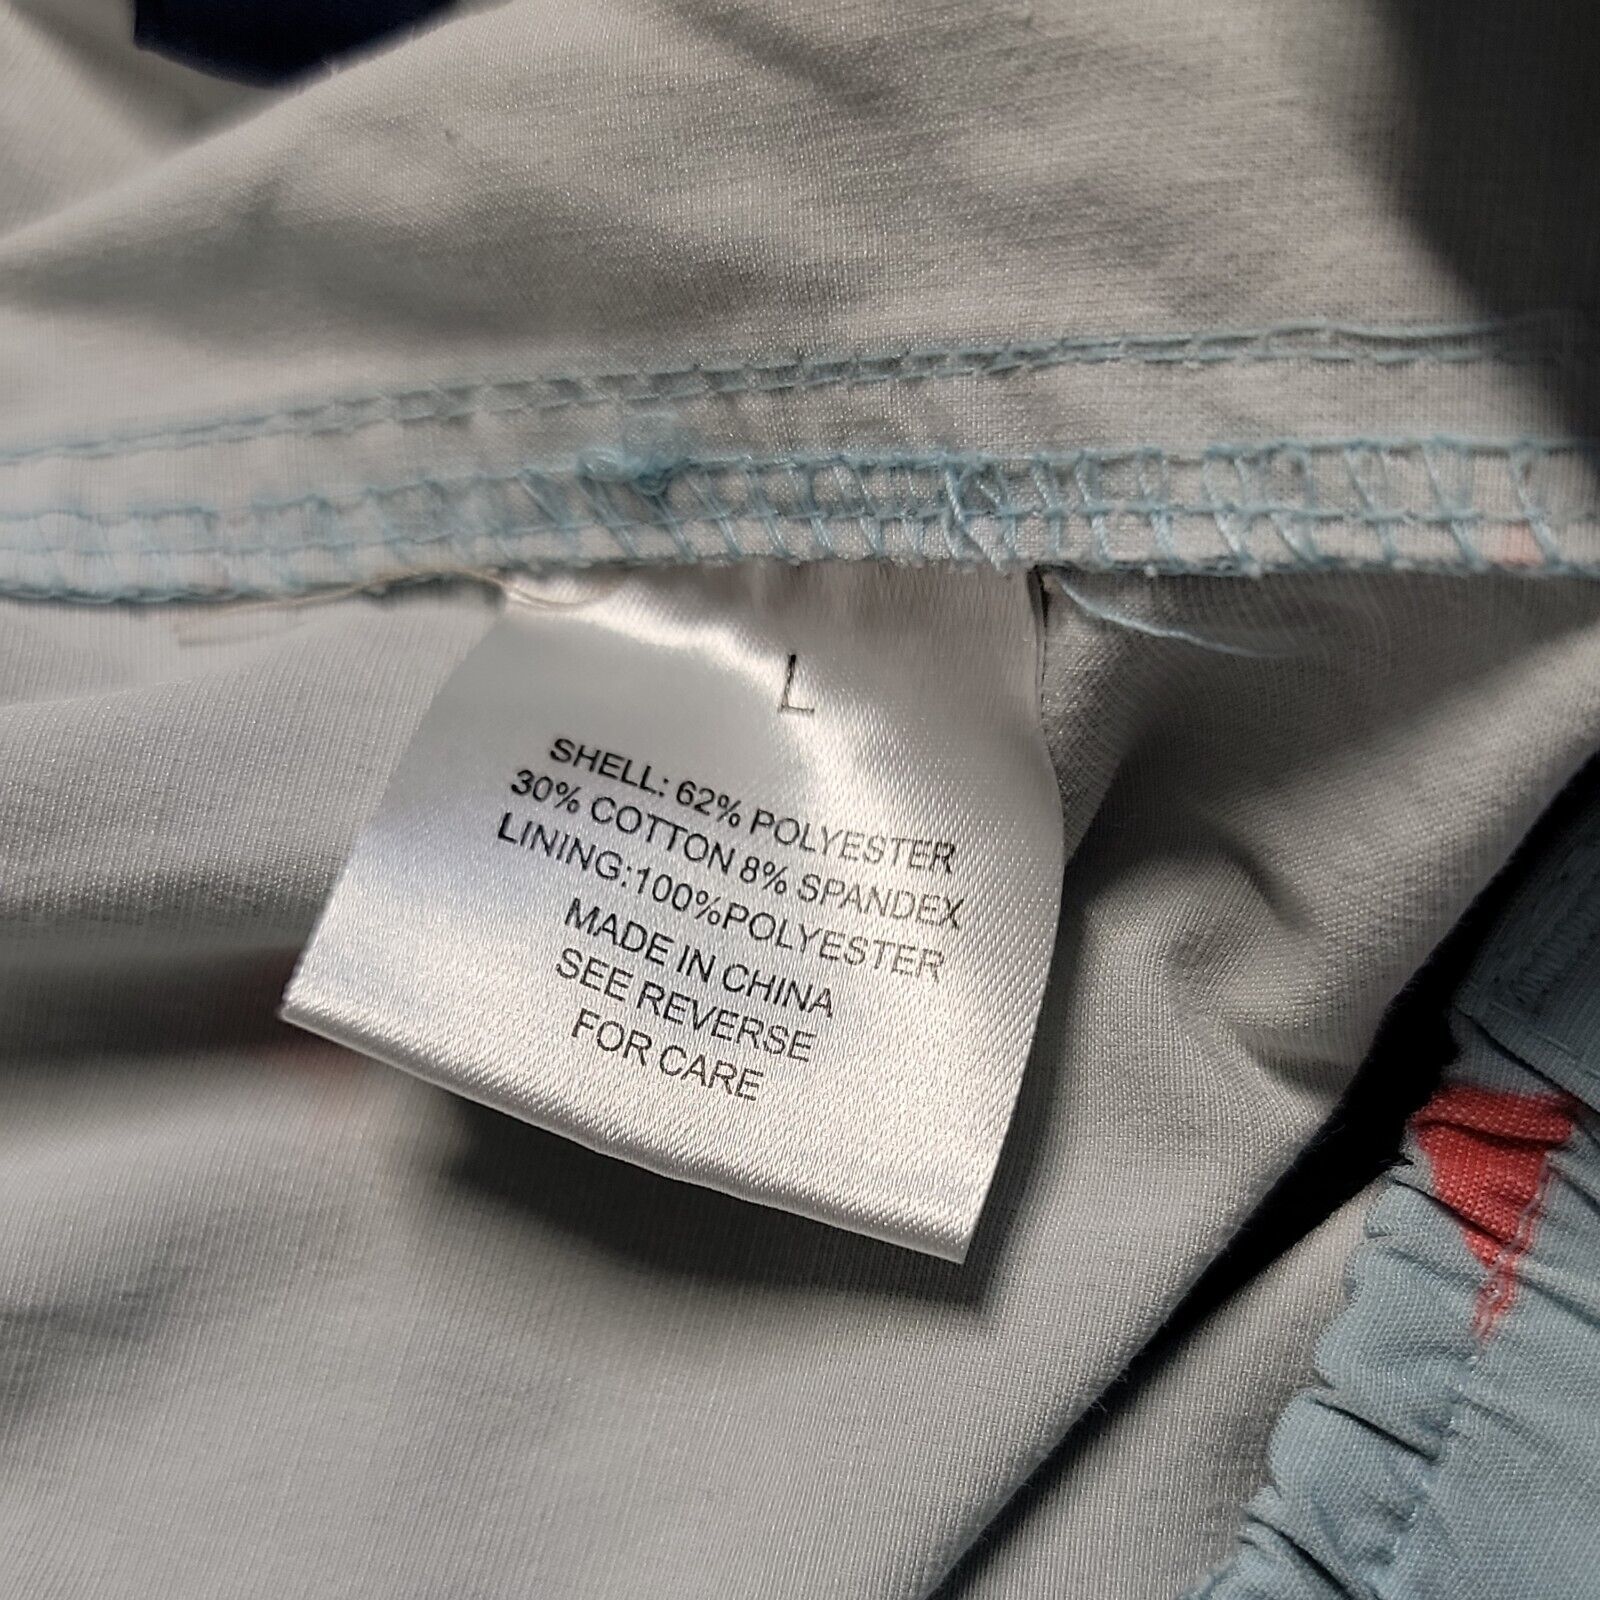 L
SHELL: 62% POLYESTER
30% COTTON 8% SPANDEX
LINING:100%POLYESTER
MADE IN CHINA
SEE REVERSE
FOR CARE